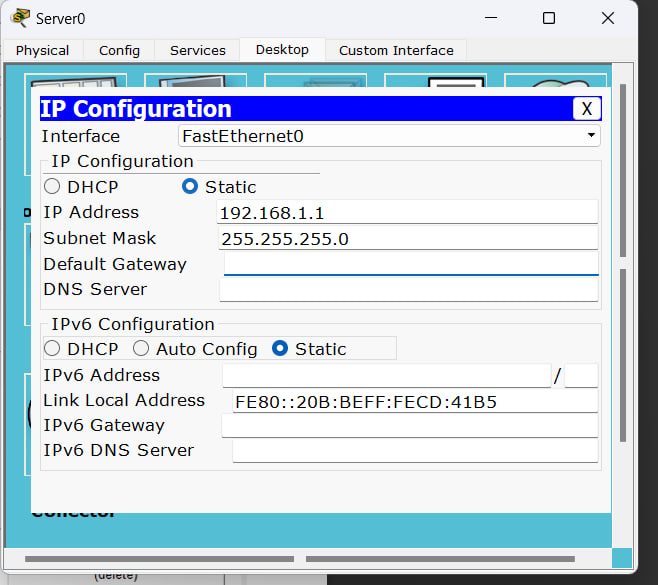 Server0
Physical Config Services Desktop Custom Interface
IP Configuration X
Interface FastEthernet0
IP Configuration
DHCP Static
IP Address 192.168.1.1
Subnet Mask 255.255.255.0
Default Gateway
DNS Server
IPv6 Configuration
DHCP Auto Config Static
IPv6 Address /
Link Local Address FE80::20B:BEFF:FECD:41B5
IPv6 Gateway
IPv6 DNS Server
Collector
(delete)